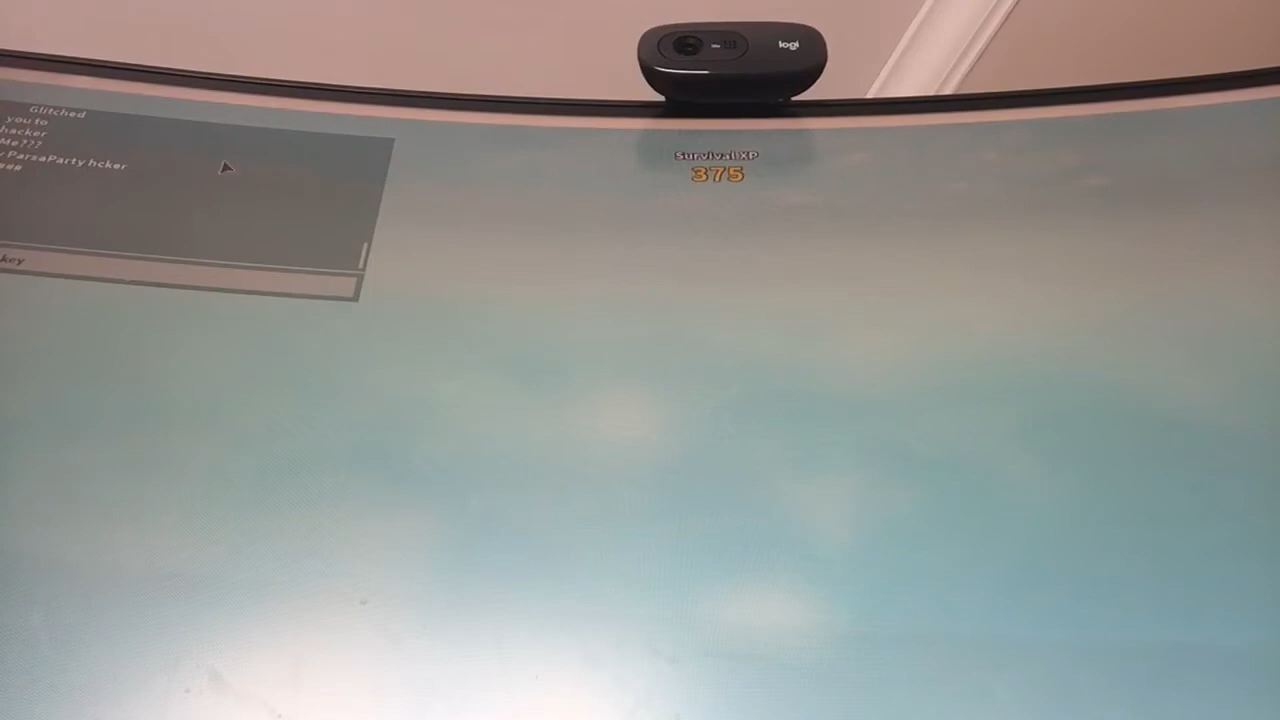 Glitched
you to
hacker
Me???
ParsaParty hcker
###
key
logi
Survival XP
375